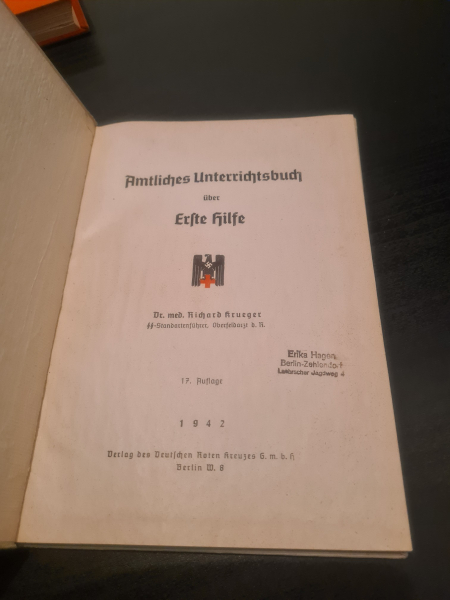 Amtliches Unterrichtsbuch
über
Erste Hilfe
Dr. med. Richard Krueger
SS-Standartenführer, Oberfeldarzt d. R.
Erika Hagen
Berlin-Zehlendorf
Jagdweg 4
17. Auflage
1942
Verlag des Deutschen Roten Kreuzes G. m. b. H
Berlin W. 8